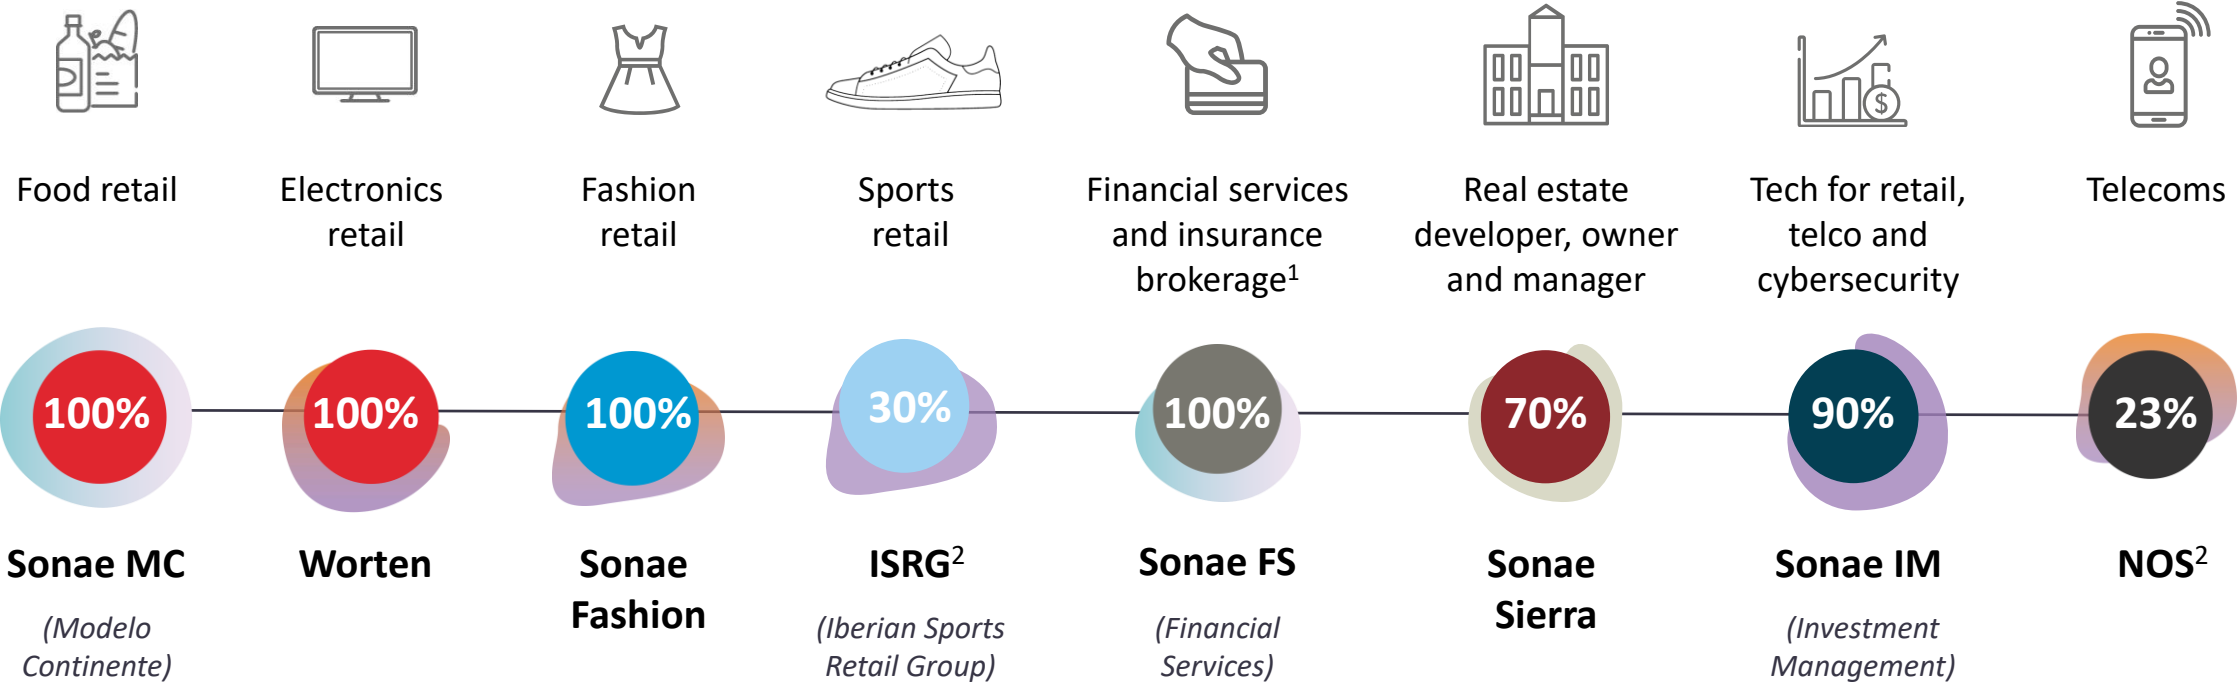 $
Food retail
Electronics
retail
Fashion
retail
Sports
retail
Financial services
and insurance
brokerage¹
Real estate
developer, owner
and manager
Tech for retail,
telco and
cybersecurity
Telecoms
100%
100%
100%
30%
100%
70%
90%
23%
Sonae MC
(Modelo
Continente)
Worten
Sonae
Fashion
ISRG²
(Iberian Sports
Retail Group)
Sonae FS
(Financial
Services)
Sonae
Sierra
Sonae IM
(Investment
Management)
NOS²